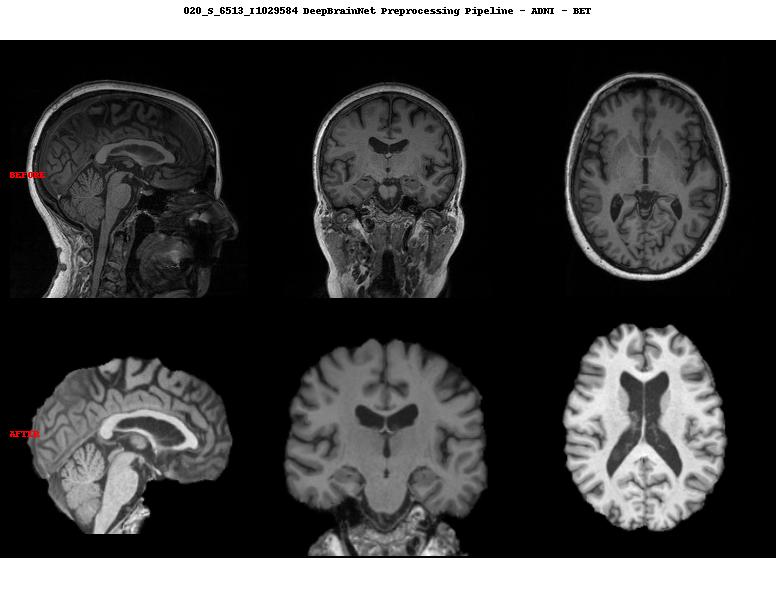 020_S_6513_I1029584 DeepBrainNet Preprocessing Pipeline - ADNI - BET
BEFORE
AFTER